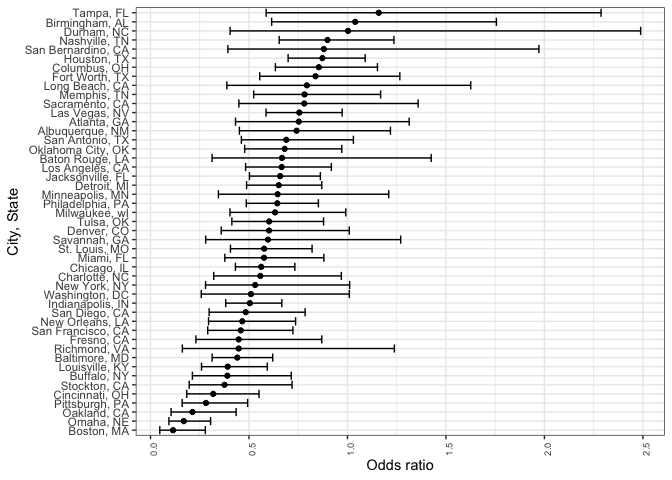 Tampa, FL
Birmingham, AL
Durham, NC
Nashville, TN
San Bernardino, CA
Houston, TX
Columbus, OH
Fort Worth, TX
Long Beach, CA
Memphis, TN
Sacramento, CA
Las Vegas, NV
Atlanta, GA
Albuquerque, NM
San Antonio, TX
Oklahoma City, OK
Baton Rouge, LA
Los Angeles, CA
Jacksonville, FL
Detroit, MI
Minneapolis, MN
Philadelphia, PA
Milwaukee, wI
Tulsa, OK
Denver, CO
Savannah, GA
St. Louis, MO
Miami, FL
Chicago, IL
Charlotte, NC
New York, NY
Washington, DC
Indianapolis, IN
San Diego, CA
New Orleans, LA
San Francisco, CA
Fresno, CA
Richmond, VA
Baltimore, MD
Louisville, KY
Buffalo, NY
Stockton, CA
Cincinnati, OH
Pittsburgh, PA
Oakland, CA
Omaha, NE
Boston, MA
City, State
0.0 0.5 1.0 1.5 2.0 2.5
Odds ratio